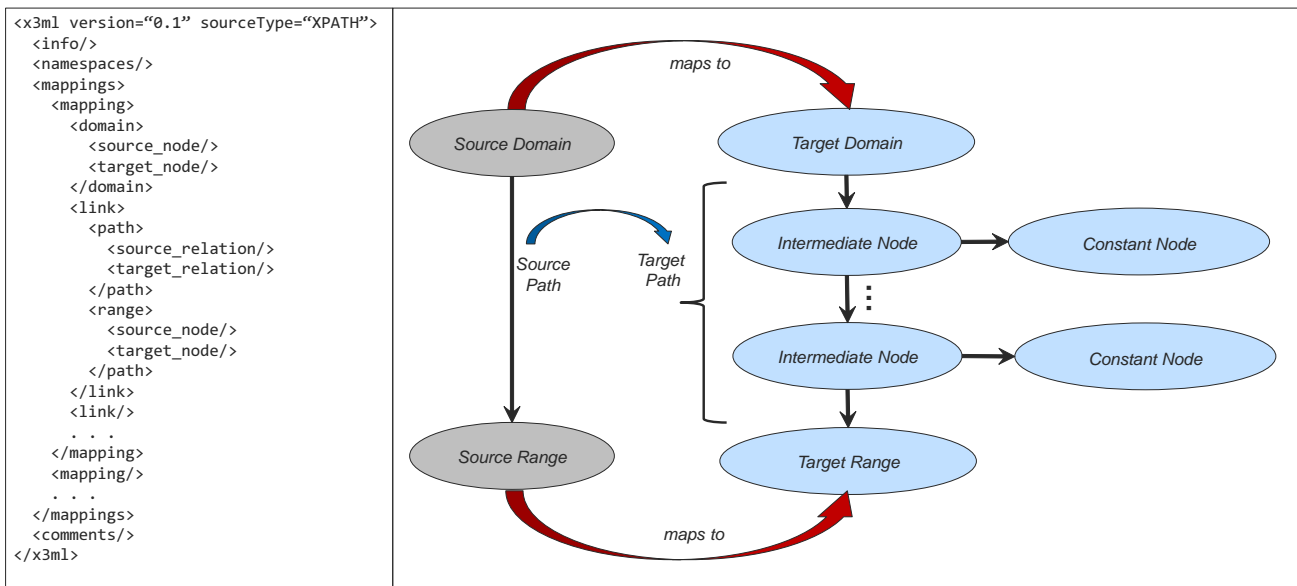 <x3ml version=“0.1” sourceType=“XPATH”>
<info/>
<namespaces/>
<mappings>
<mapping>
<domain>
<source_node/>
<target_node/>
</domain>
<link>
<path>
<source_relation/>
<target_relation/>
</path>
<range>
<source_node/>
<target_node/>
</path>
</link>
<link/>
. . .
</mapping>
<mapping/>
. . .
</mappings>
<comments/>
</x3ml>
maps to
Source Domain
Target Domain
Source
Path
Target
Path
Intermediate Node
Constant Node
...
Intermediate Node
Constant Node
Source Range
Target Range
maps to